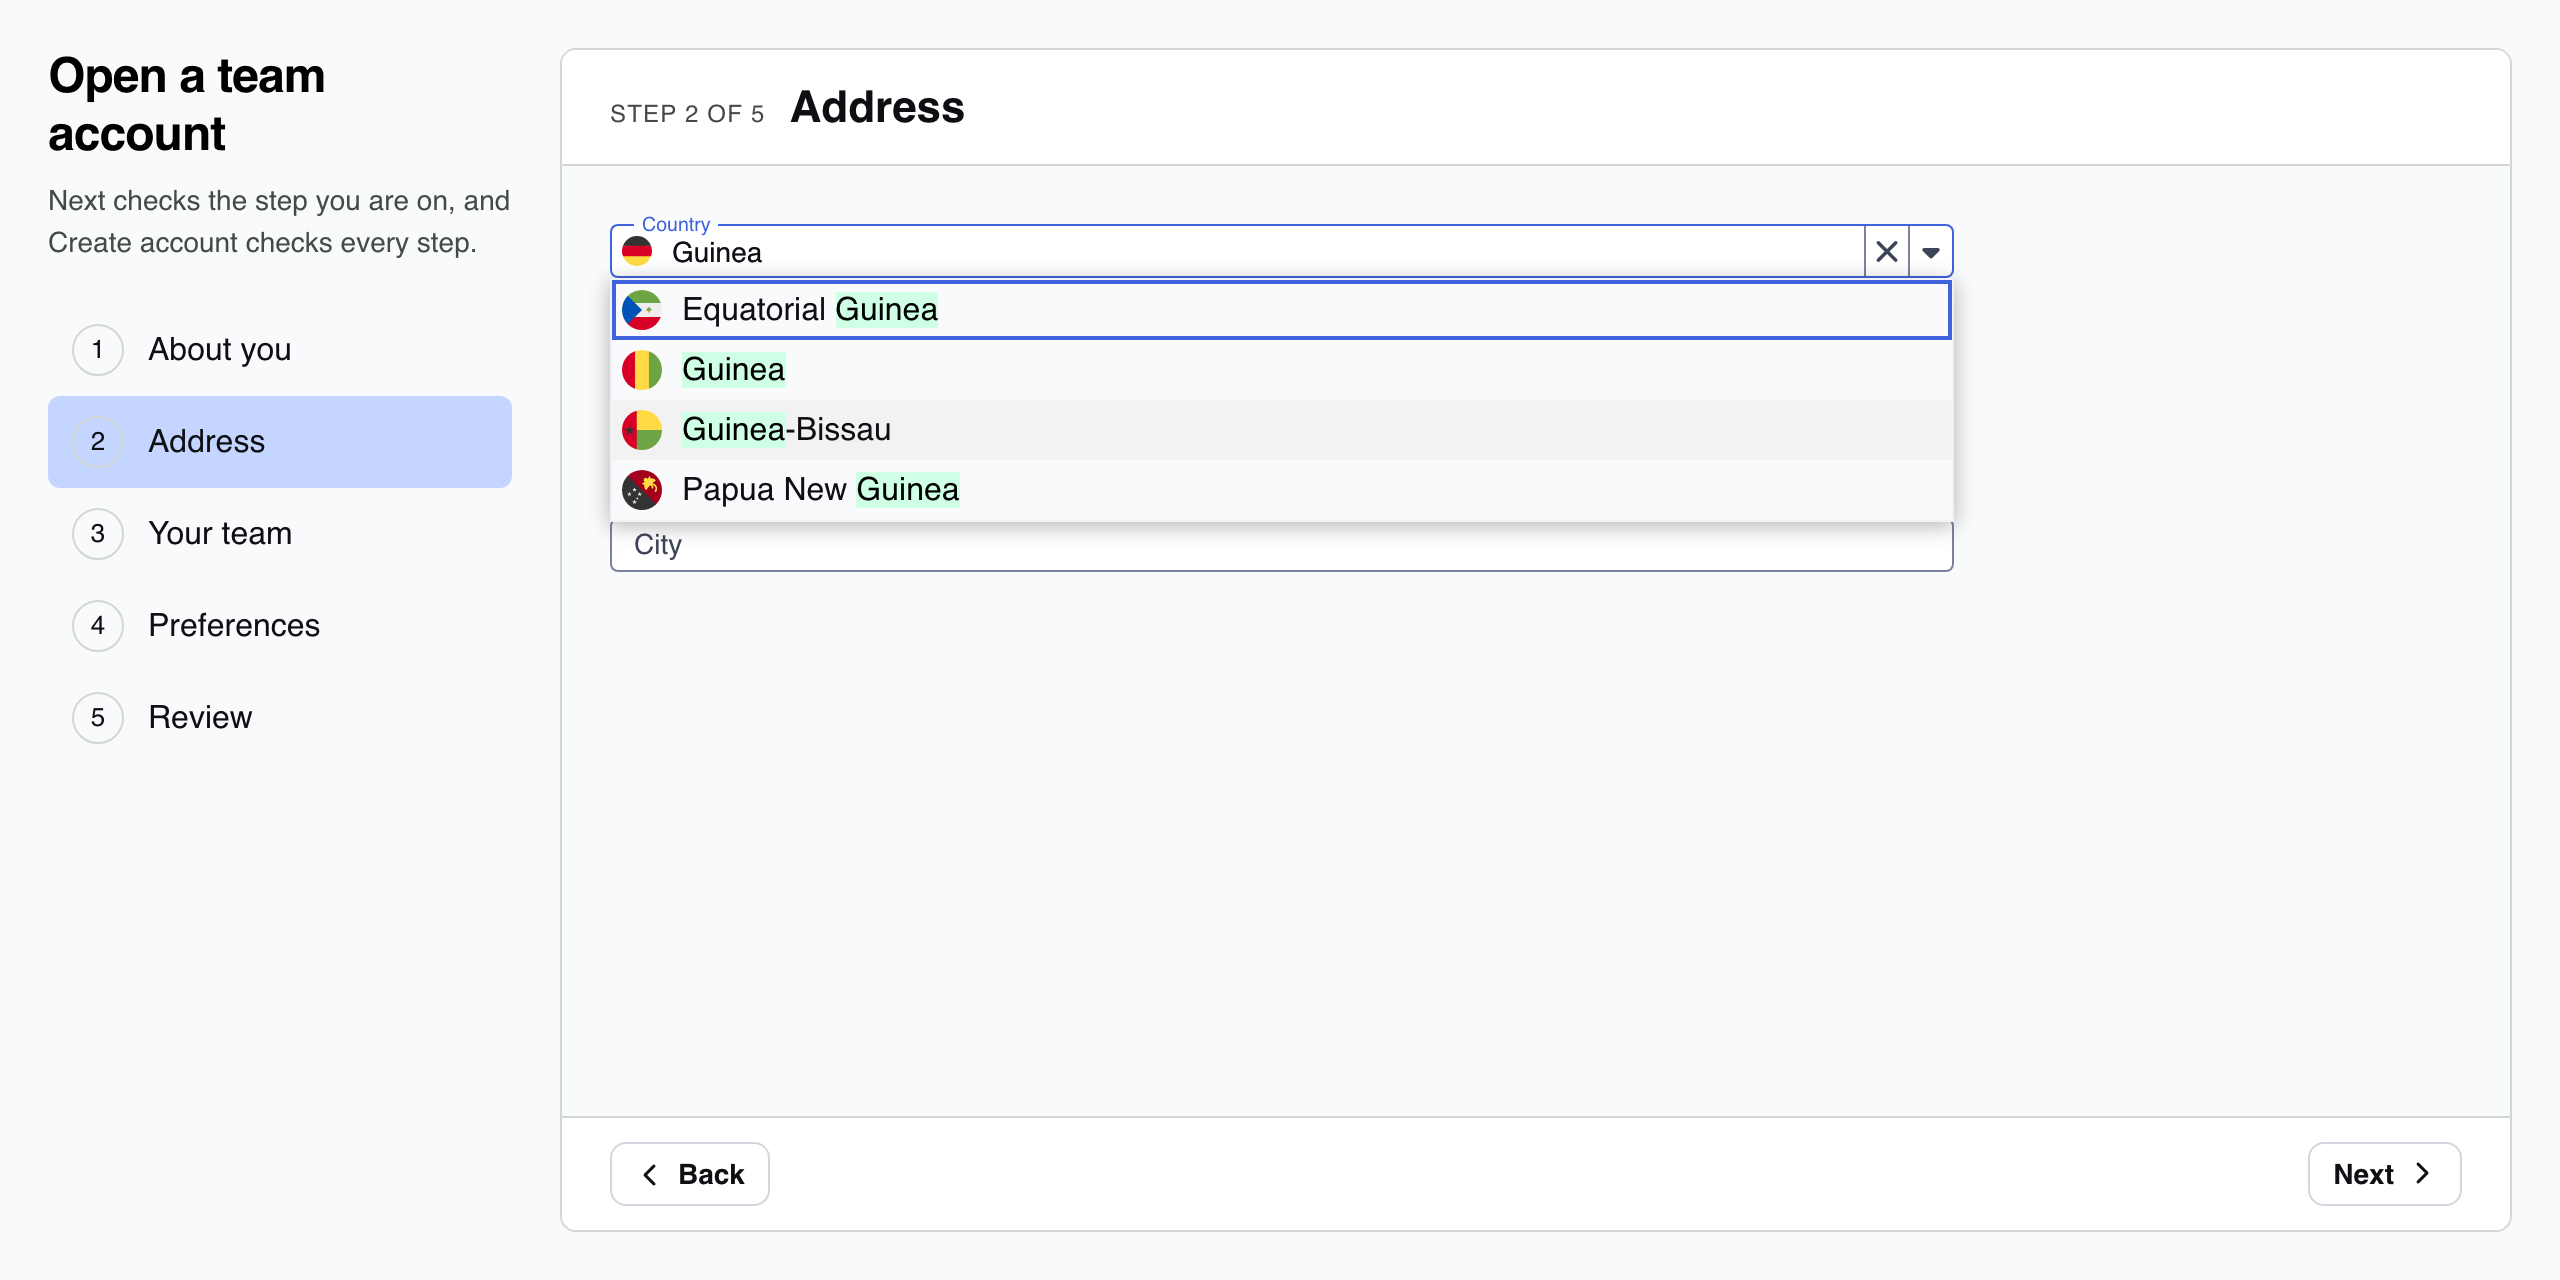 Open a team
account
Next checks the step you are on, and
Create account checks every step.
1 About you
2 Address
3 Your team
4 Preferences
5 Review
STEP 2 OF 5 Address
Country
Guinea
Equatorial Guinea
Guinea
Guinea-Bissau
Papua New Guinea
City
Back
Next